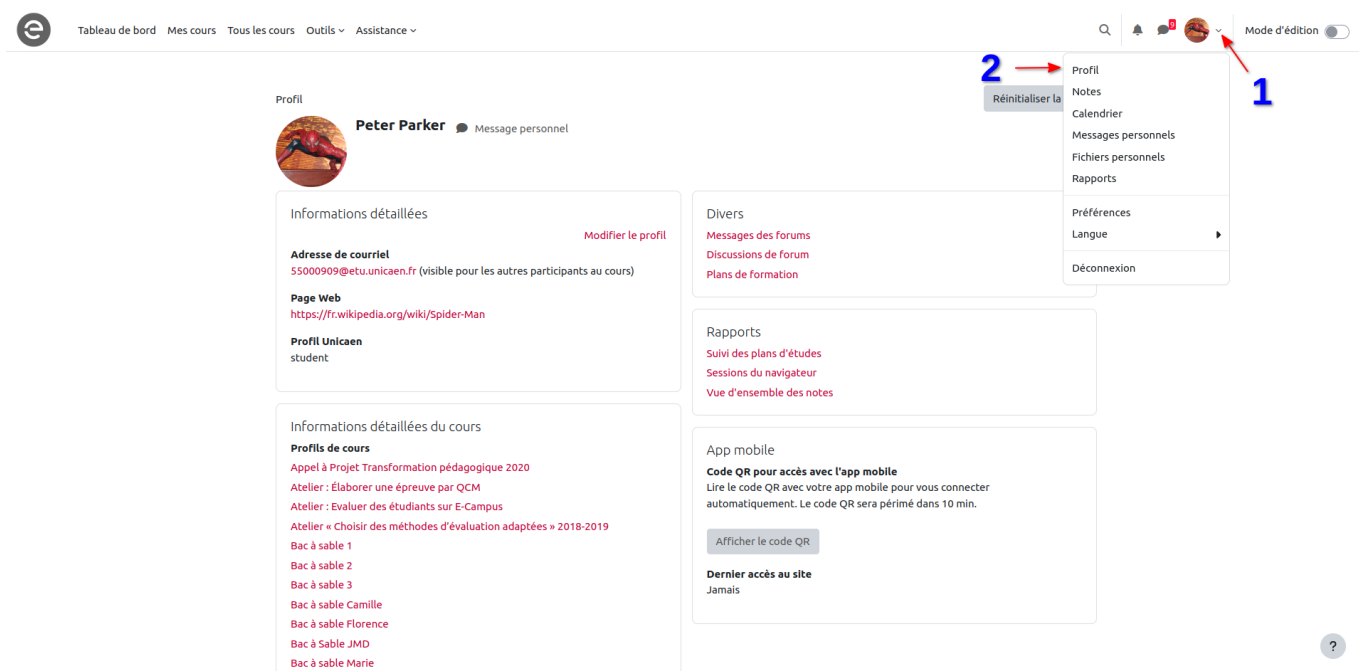 e
Tableau de bord Mes cours Tous les cours Outils Assistance
9
Mode d'édition
1
2
Profil
Notes
Calendrier
Messages personnels
Fichiers personnels
Rapports
Préférences
Langue
Déconnexion
Profil
Réinitialiser la
Peter Parker Message personnel
Informations détaillées
Modifier le profil
Adresse de courriel
55000909@etu.unicaen.fr (visible pour les autres participants au cours)
Page Web
https://fr.wikipedia.org/wiki/Spider-Man
Profil Unicaen
student
Informations détaillées du cours
Profils de cours
Appel à Projet Transformation pédagogique 2020
Atelier : Élaborer une épreuve par QCM
Atelier : Evaluer des étudiants sur E-Campus
Atelier « Choisir des méthodes d'évaluation adaptées » 2018-2019
Bac à sable 1
Bac à sable 2
Bac à sable 3
Bac à sable Camille
Bac à sable Florence
Bac à Sable JMD
Bac à sable Marie
Divers
Messages des forums
Discussions de forum
Plans de formation
Rapports
Suivi des plans d'études
Sessions du navigateur
Vue d'ensemble des notes
App mobile
Code QR pour accès avec l'app mobile
Lire le code QR avec votre app mobile pour vous connecter
automatiquement. Le code QR sera périmé dans 10 min.
Afficher le code QR
Dernier accès au site
Jamais
?